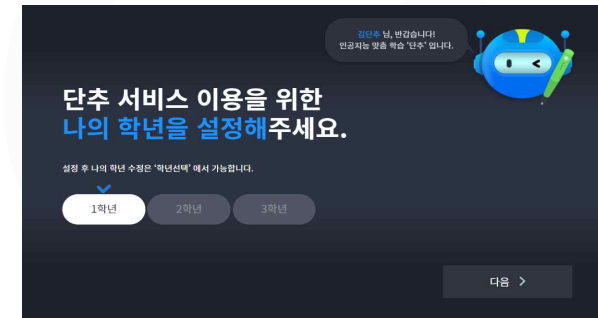 김단추 님, 반갑습니다!
인공지능 맞춤 학습 '단추' 입니다.
단추 서비스 이용을 위한
나의 학년을 설정해주세요.
설정 후 나의 학년 수정은 '학년선택' 에서 가능합니다.
1학년
2학년
3학년
다음